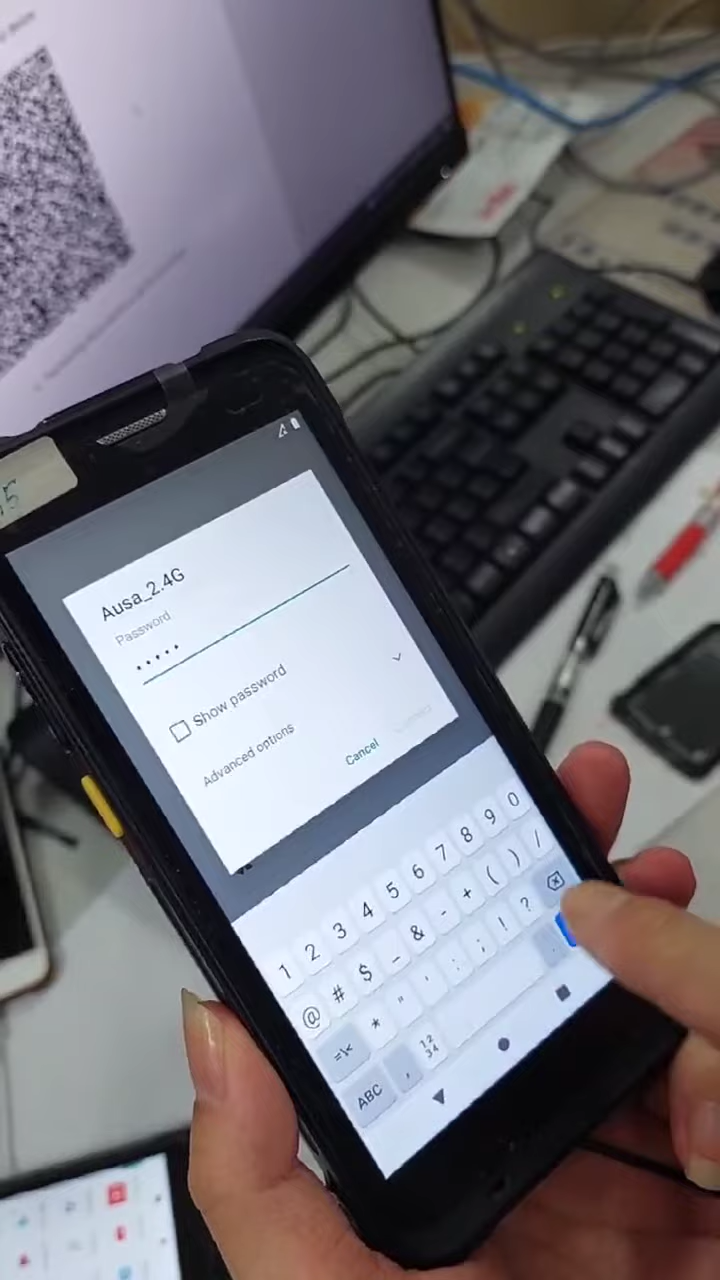 Ausa_2.4G
Password
•••••
Show password
Advanced options
Cancel
1 2 3 4 5 6 7 8 9 0
@ # $ _ & - + ( ) /
=\< * " ' : ; ! ?
ABC , 12 34 .